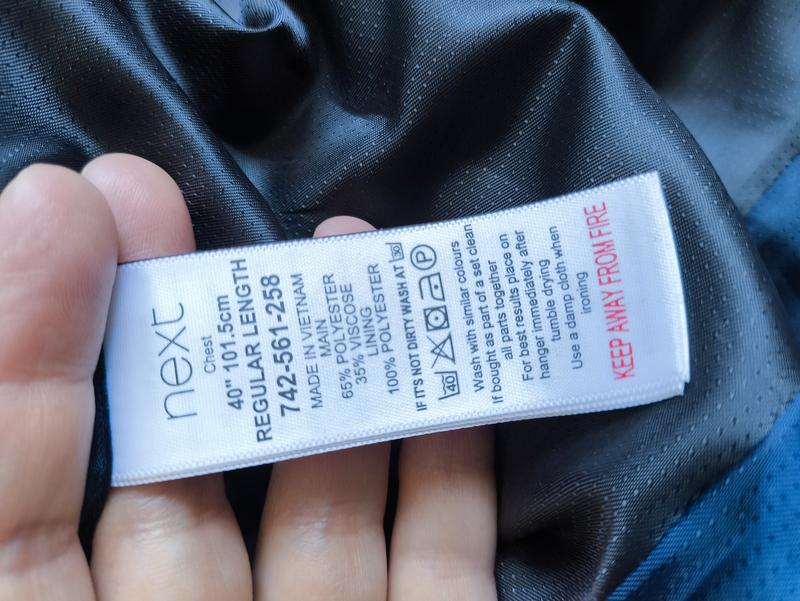 next
Chest
40" 101.5cm
REGULAR LENGTH
742-561-258
MADE IN VIETNAM
MAIN
65% POLYESTER
35% VISCOSE
LINING
100% POLYESTER
IF IT'S NOT DIRTY WASH AT 30
40 P
Wash with similar colours
If bought as part of a set clean
all parts together
For best results place on
hanger immediately after
tumble drying
Use a damp cloth when
ironing
KEEP AWAY FROM FIRE